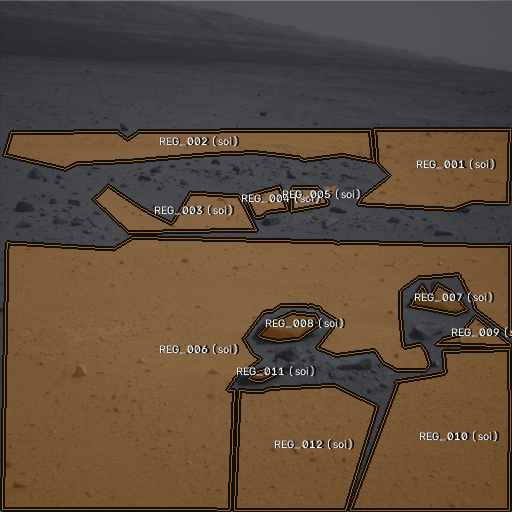 REG_002 (soi)
REG_001 (soi)
REG_005 (soi)
REG_003 (soi)
REG_007 (soi)
REG_008 (soi)
REG_009
REG_006 (soi)
REG_011 (soi)
REG_010 (soi)
REG_012 (soi)